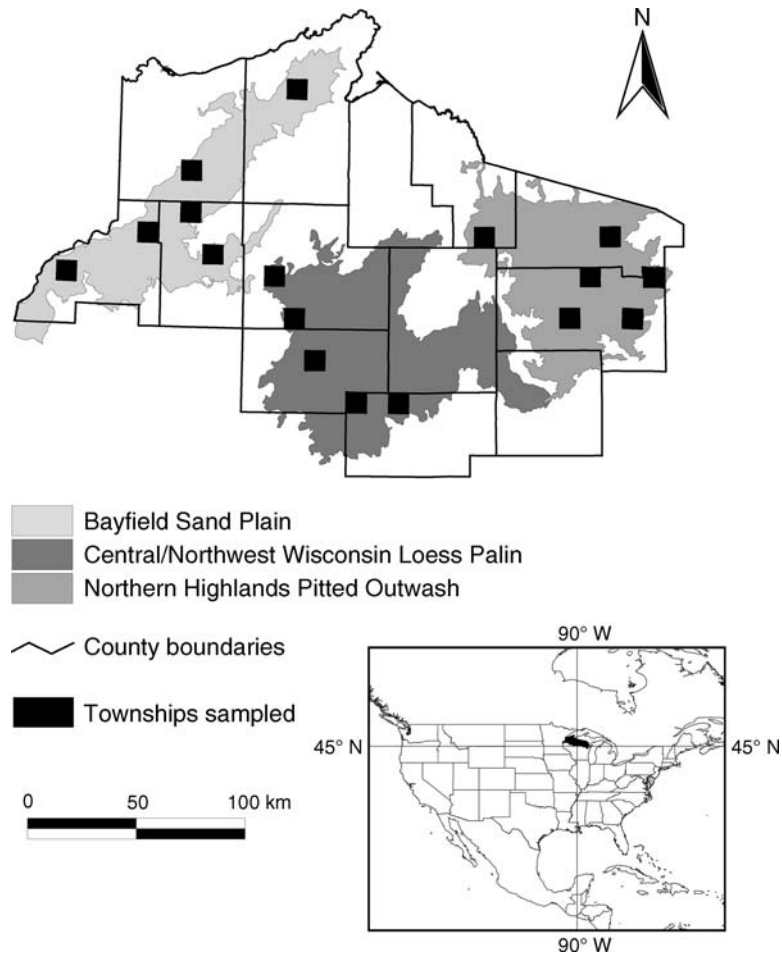 N
Bayfield Sand Plain
Central/Northwest Wisconsin Loess Palin
Northern Highlands Pitted Outwash
County boundaries
Townships sampled
0 50 100 km
90° W
45° N 45° N
90° W